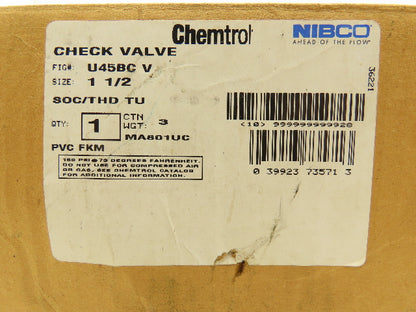 Chemtrol NIBCO
AHEAD OF THE FLOW
CHECK VALVE
FIG#: U45BC V
SIZE: 1 1/2
SOC/THD TU
QTY: 1 CTN WGT: 3
MA801UC
PVC FKM
150 PSI @ 73 DEGREES FAHRENHEIT.
DO NOT USE FOR COMPRESSED AIR
OR GAS, SEE CHEMTROL CATALOG
FOR ADDITIONAL INFORMATION.
36221
(10) 999999999928
0 39923 73571 3